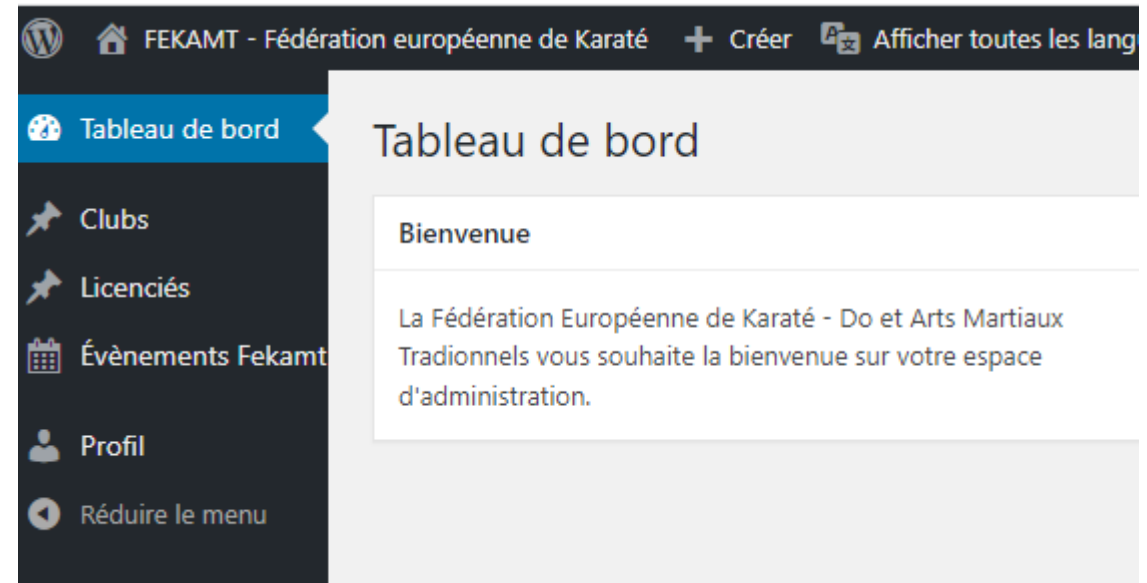 FEKAMT - Fédération européenne de Karaté + Créer Afficher toutes les lang
Tableau de bord
Clubs
Licenciés
Évènements Fekamt
Profil
Réduire le menu
Tableau de bord
Bienvenue
La Fédération Européenne de Karaté - Do et Arts Martiaux
Tradionnels vous souhaite la bienvenue sur votre espace
d'administration.